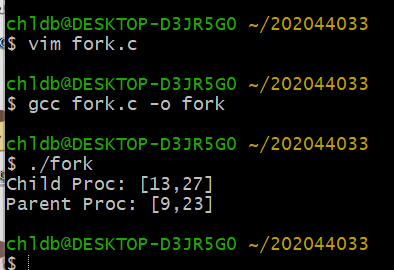 chldb@DESKTOP-D3JR5G0 ~/202044033
$ vim fork.c
chldb@DESKTOP-D3JR5G0 ~/202044033
$ gcc fork.c -o fork
chldb@DESKTOP-D3JR5G0 ~/202044033
$ ./fork
Child Proc: [13,27]
Parent Proc: [9,23]
chldb@DESKTOP-D3JR5G0 ~/202044033
$